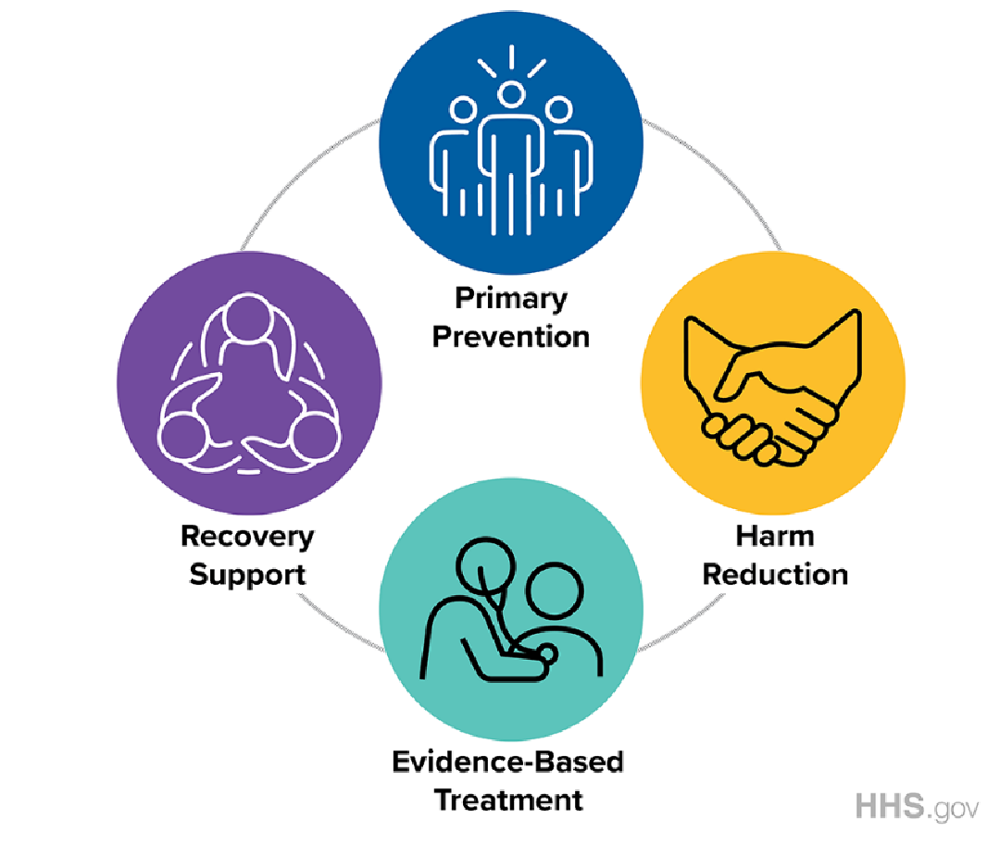 Primary
Prevention
Recovery
Support
Harm
Reduction
Evidence-Based
Treatment
HHS.gov